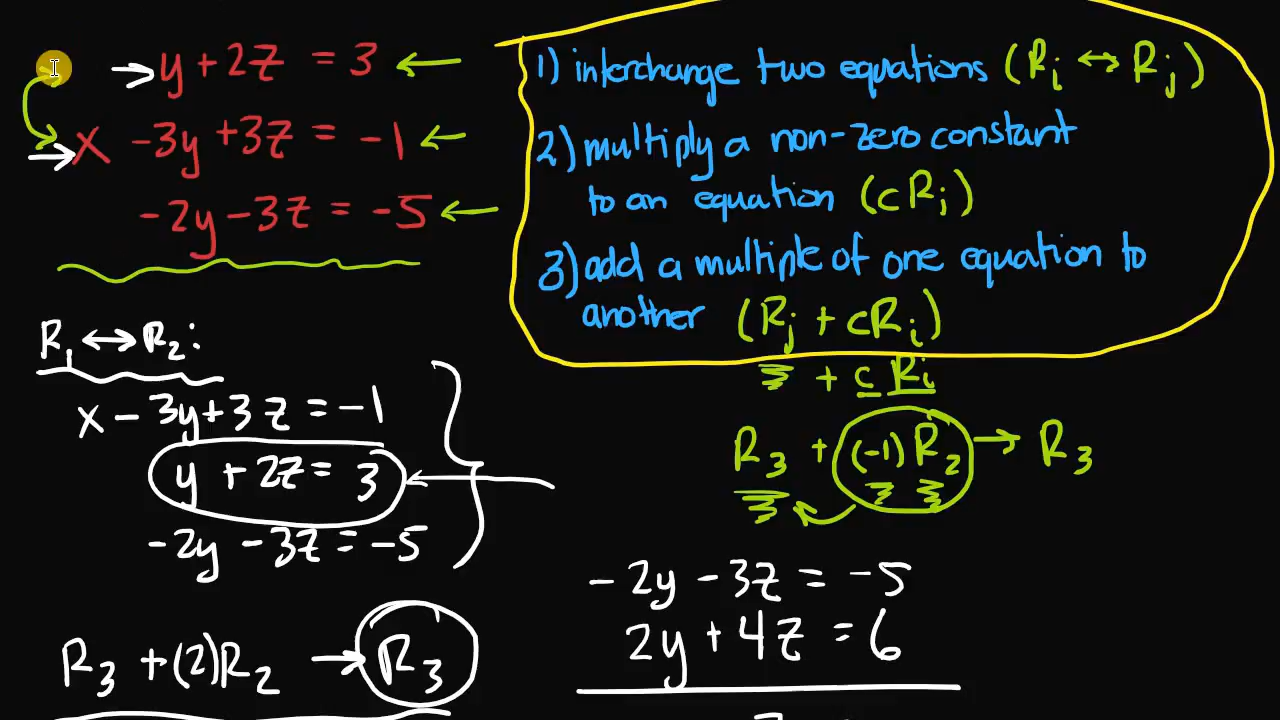 y + 2z = 3
x - 3y + 3z = -1
-2y - 3z = -5
1) interchange two equations (Ri ↔ Rj)
2) multiply a non-zero constant
to an equation (cRi)
3) add a multiple of one equation to
another (Rj + cRi)
+ c Ri
R3 + (-1) R2 → R3
R1 ↔ R2:
x - 3y + 3z = -1
y + 2z = 3
-2y - 3z = -5
R3 + (2)R2 → R3
-2y - 3z = -5
2y + 4z = 6